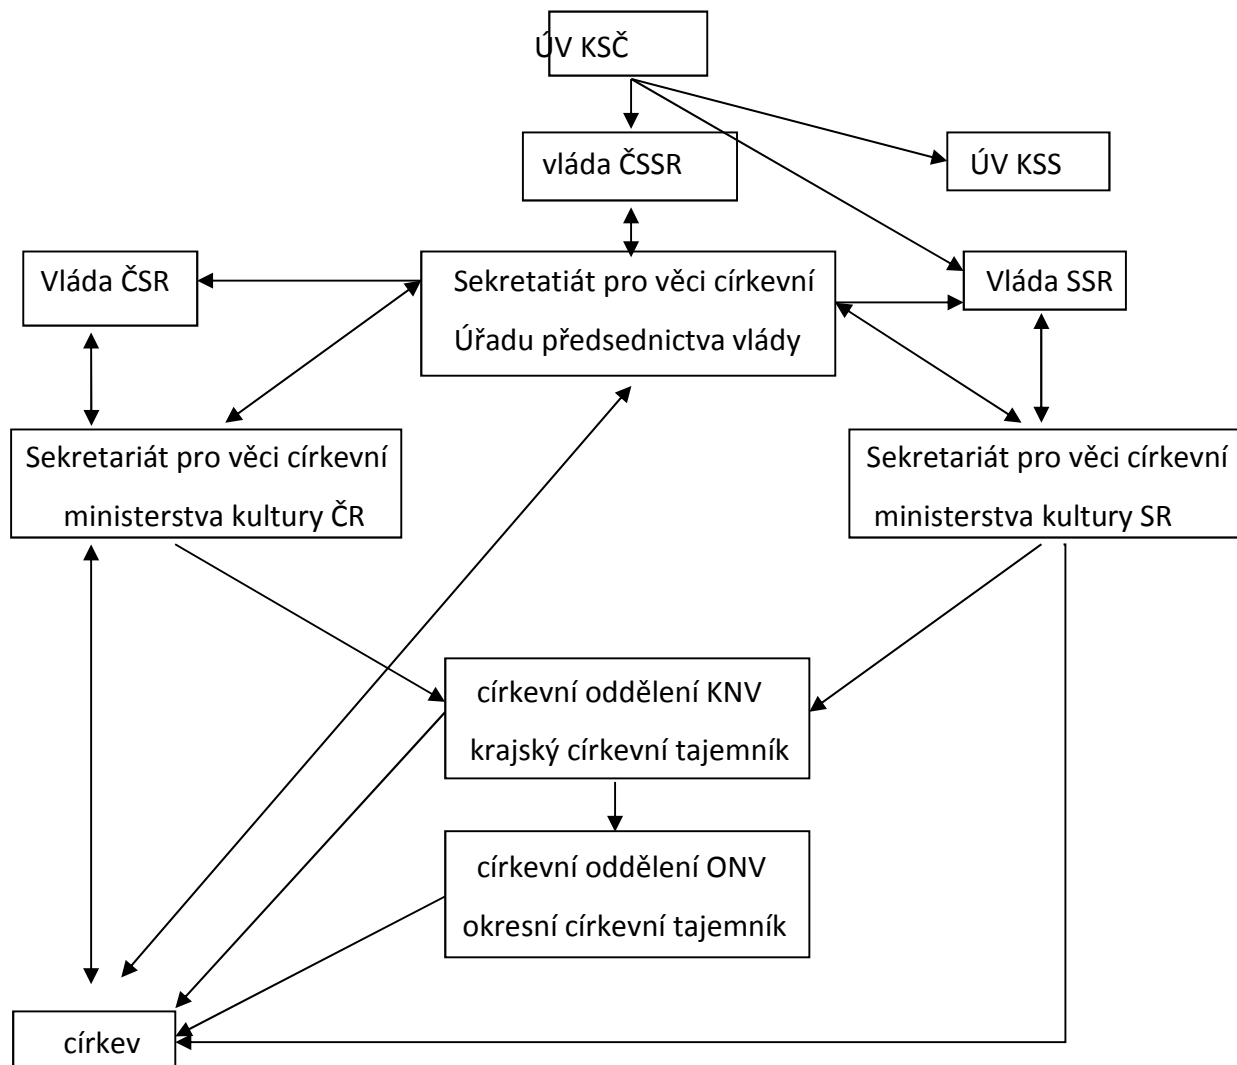 ÚV KSČ
vláda ČSSR
ÚV KSS
Vláda ČSR
Sekretatiát pro věci církevní
Úřadu předsednictva vlády
Vláda SSR
Sekretariát pro věci církevní
ministerstva kultury ČR
Sekretariát pro věci církevní
ministerstva kultury SR
církevní oddělení KNV
krajský církevní tajemník
církevní oddělení ONV
okresní církevní tajemník
církev